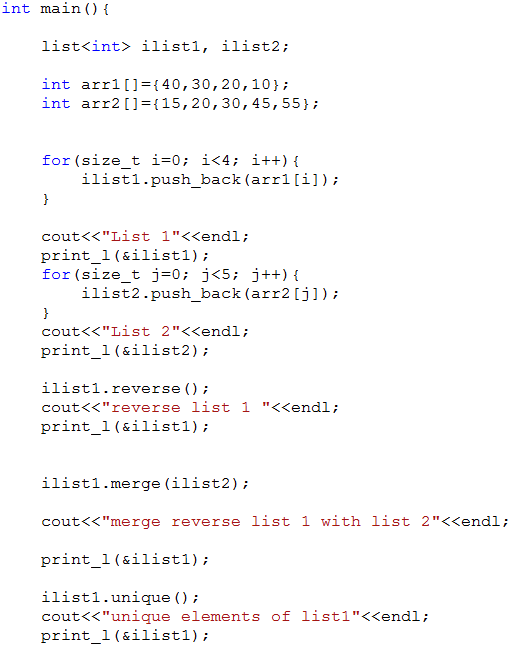 int main(){
list<int> ilist1, ilist2;
int arr1[]={40,30,20,10};
int arr2[]={15,20,30,45,55};
for(size_t i=0; i<4; i++){
ilist1.push_back(arr1[i]);
}
cout<<"List 1"<<endl;
print_l(&ilist1);
for(size_t j=0; j<5; j++){
ilist2.push_back(arr2[j]);
}
cout<<"List 2"<<endl;
print_l(&ilist2);
ilist1.reverse();
cout<<"reverse list 1 "<<endl;
print_l(&ilist1);
ilist1.merge(ilist2);
cout<<"merge reverse list 1 with list 2"<<endl;
print_l(&ilist1);
ilist1.unique();
cout<<"unique elements of list1"<<endl;
print_l(&ilist1);